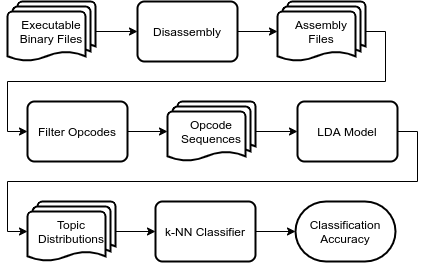 Executable
Binary Files
Disassembly
Assembly
Files
Filter Opcodes
Opcode
Sequences
LDA Model
Topic
Distributions
k-NN Classifier
Classification
Accuracy